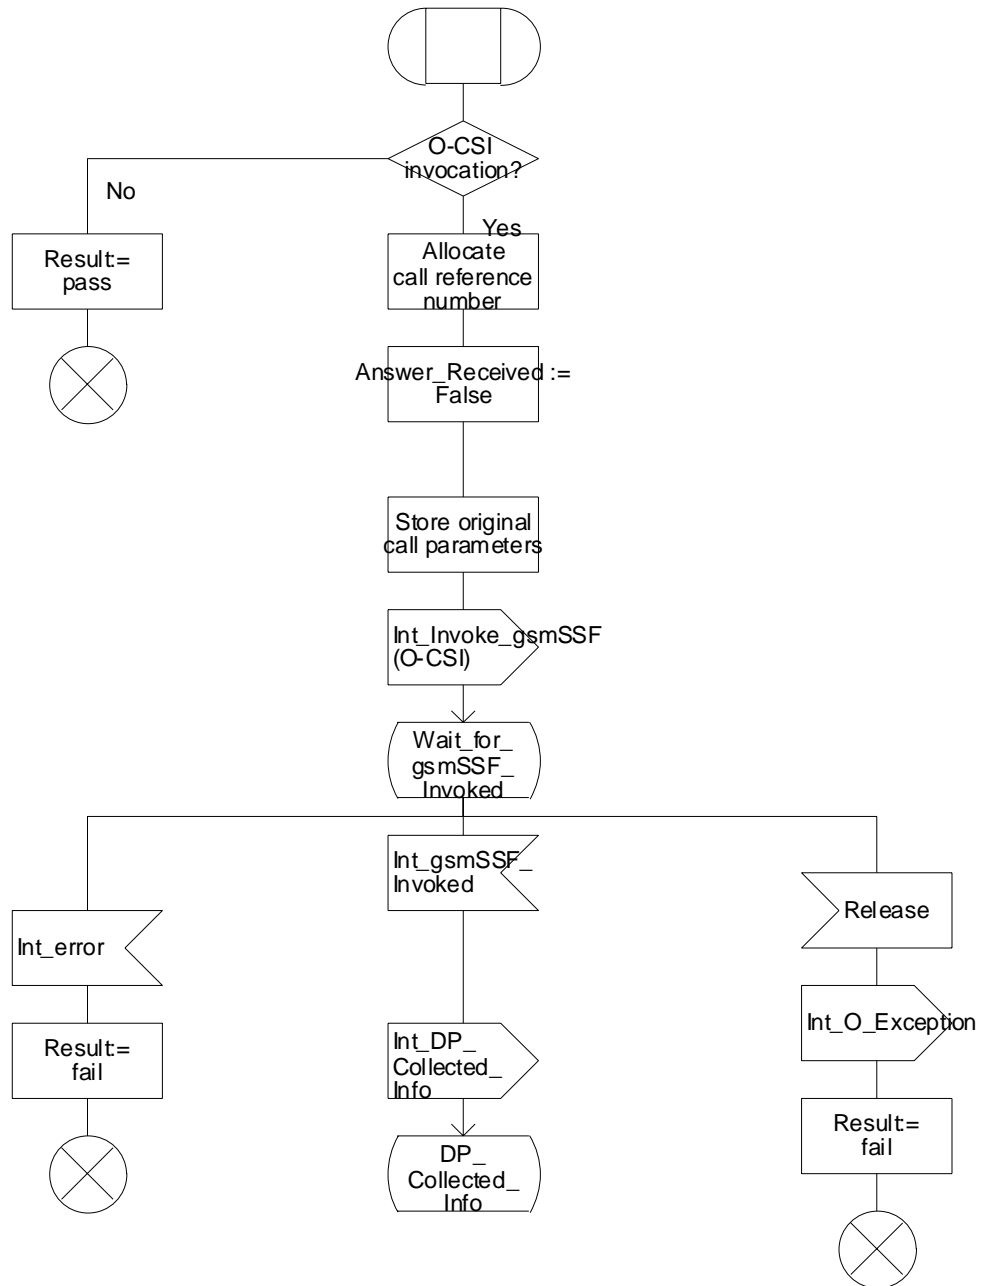 O-CSI
invocation?
No
Yes
Result:=
pass
Allocate
call reference
number
Answer_Received :=
False
Store original
call parameters
Int_Invoke_gsmSSF
(O-CSI)
Wait_for_
gsmSSF_
Invoked
Int_gsmSSF_
Invoked
Release
Int_error
Int_O_Exception
Result:=
fail
Int_DP_
Collected_
Info
Result:=
fail
DP_
Collected_
Info